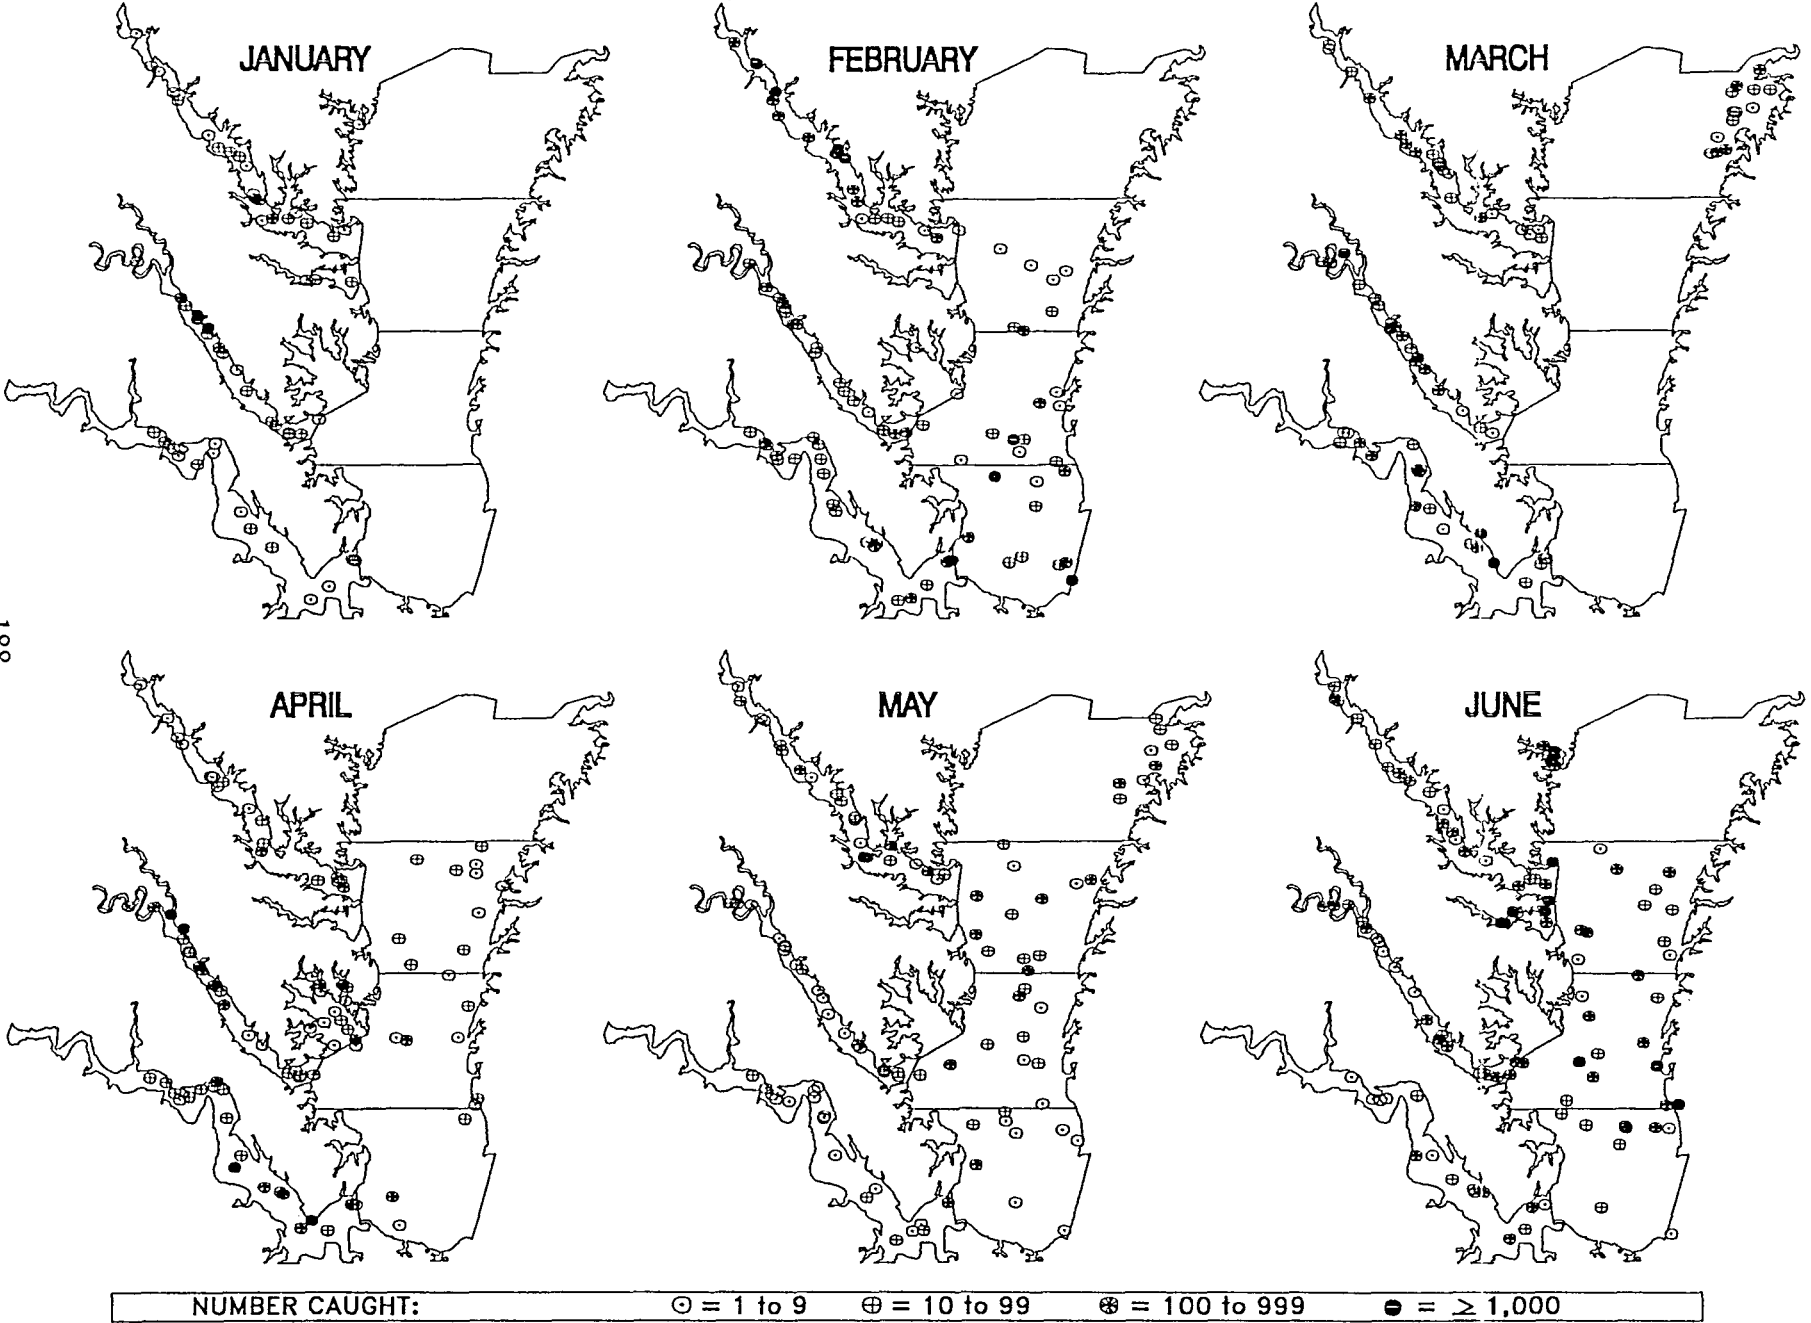 JANUARY
FEBRUARY
MARCH
188
APRIL
MAY
JUNE
NUMBER CAUGHT: ⊙ = 1 to 9 ⊕ = 10 to 99 = 100 to 999 = ≥ 1,000